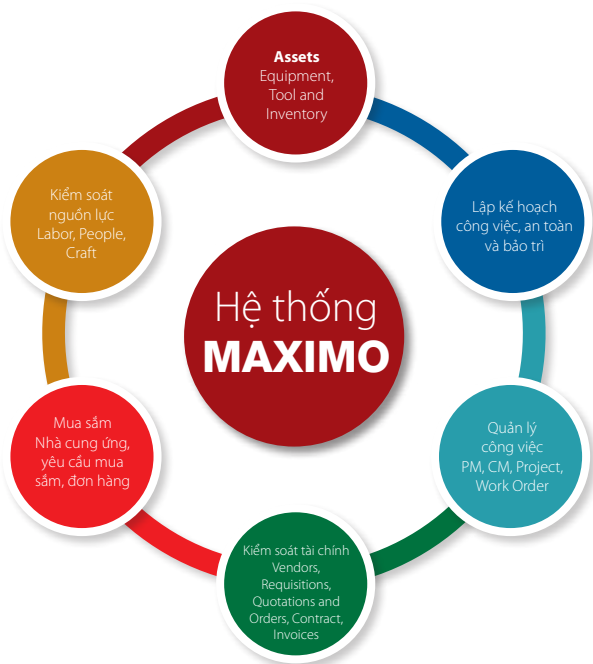 Assets
Equipment,
Tool and
Inventory
Lập kế hoạch
công việc, an toàn
và bảo trì
Quản lý
công việc
PM, CM, Project,
Work Order
Kiểm soát tài chính
Vendors,
Requisitions,
Quotations and
Orders, Contract,
Invoices
Mua sắm
Nhà cung ứng,
yêu cầu mua
sắm, đơn hàng
Kiểm soát
nguồn lực
Labor, People,
Craft
Hệ thống
MAXIMO